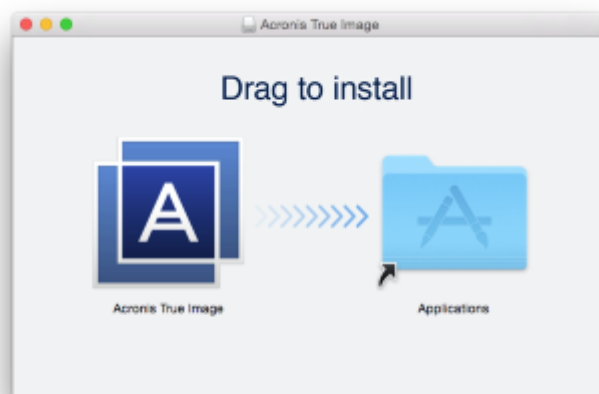 Acronis True Image
Drag to install
Acronis True Image
Applications